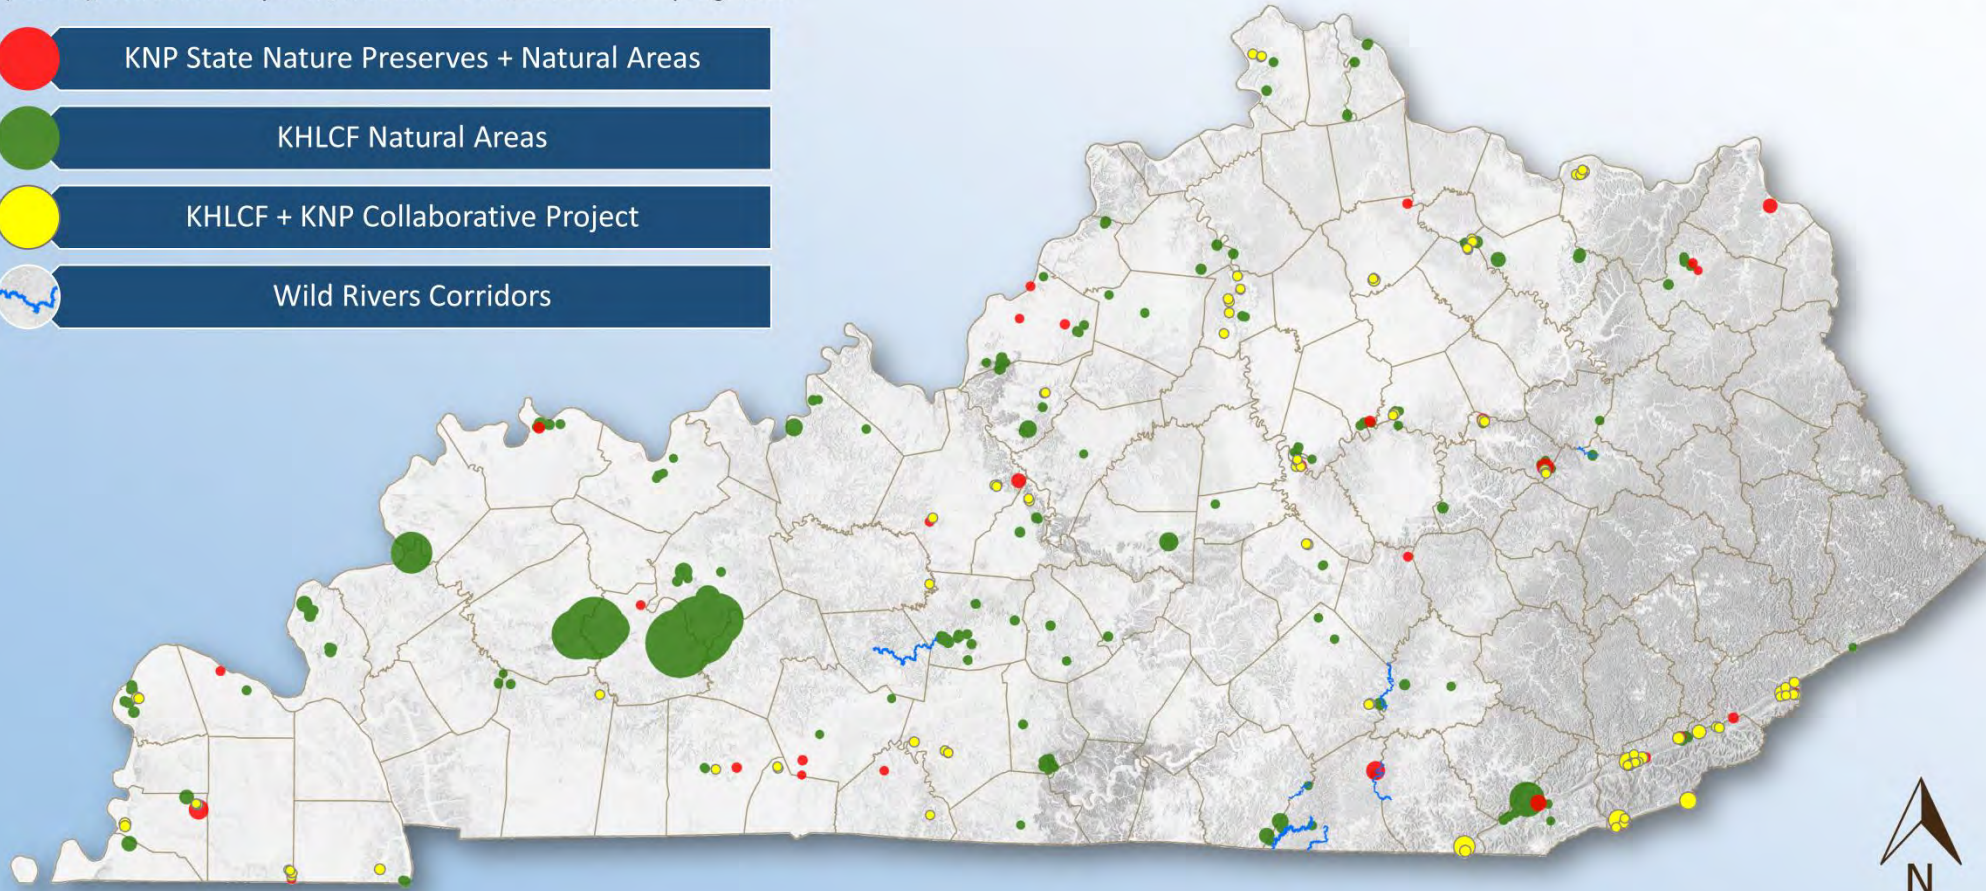 KNP State Nature Preserves + Natural Areas
KHLCF Natural Areas
KHLCF + KNP Collaborative Project
Wild Rivers Corridors
N